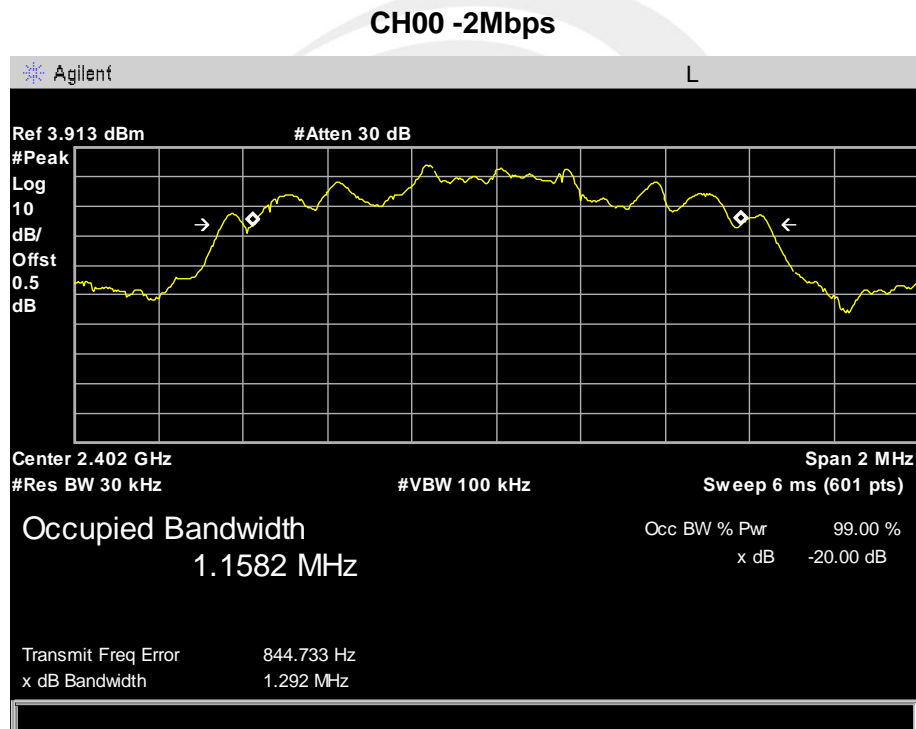 CH00 -2Mbps
Agilent L
Ref 3.913 dBm #Atten 30 dB
#Peak
Log
10
dB/
Offst
0.5
dB
Center 2.402 GHz Span 2 MHz
#Res BW 30 kHz #VBW 100 kHz Sweep 6 ms (601 pts)
Occupied Bandwidth Occ BW % Pwr 99.00 %
1.1582 MHz x dB -20.00 dB
Transmit Freq Error 844.733 Hz
x dB Bandwidth 1.292 MHz